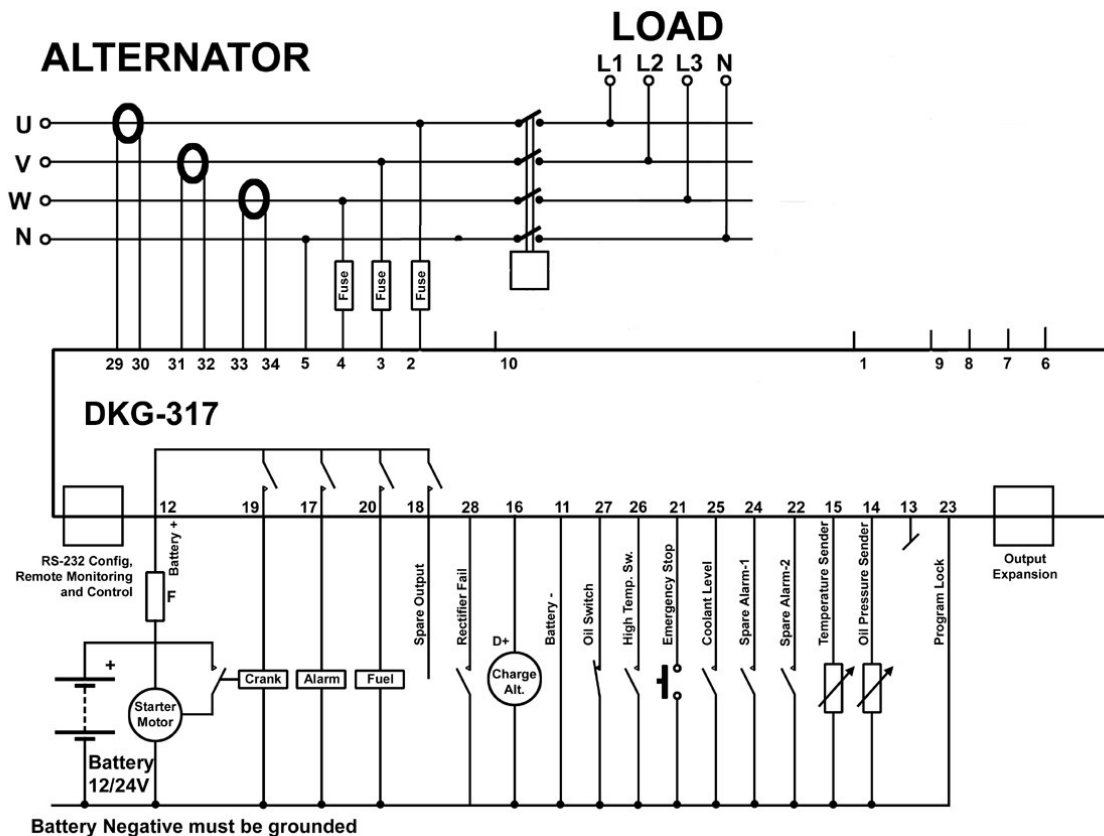 ALTERNATOR
LOAD
L1 L2 L3 N
U
V
W
N
Fuse Fuse Fuse
29 30 31 32 33 34 5 4 3 2 10 1 9 8 7 6
DKG-317
12 19 17 20 18 28 16 11 27 26 21 25 24 22 15 14 13 23
RS-232 Config,
Remote Monitoring
and Control
Battery +
F
Spare Output
Rectifier Fail
D+
Charge
Alt.
Battery -
Oil Switch
High Temp. Sw.
Emergency Stop
Coolant Level
Spare Alarm-1
Spare Alarm-2
Temperature Sender
Oil Pressure Sender
Program Lock
Output
Expansion
+
Starter
Motor
Crank Alarm Fuel
Battery
12/24V
Battery Negative must be grounded